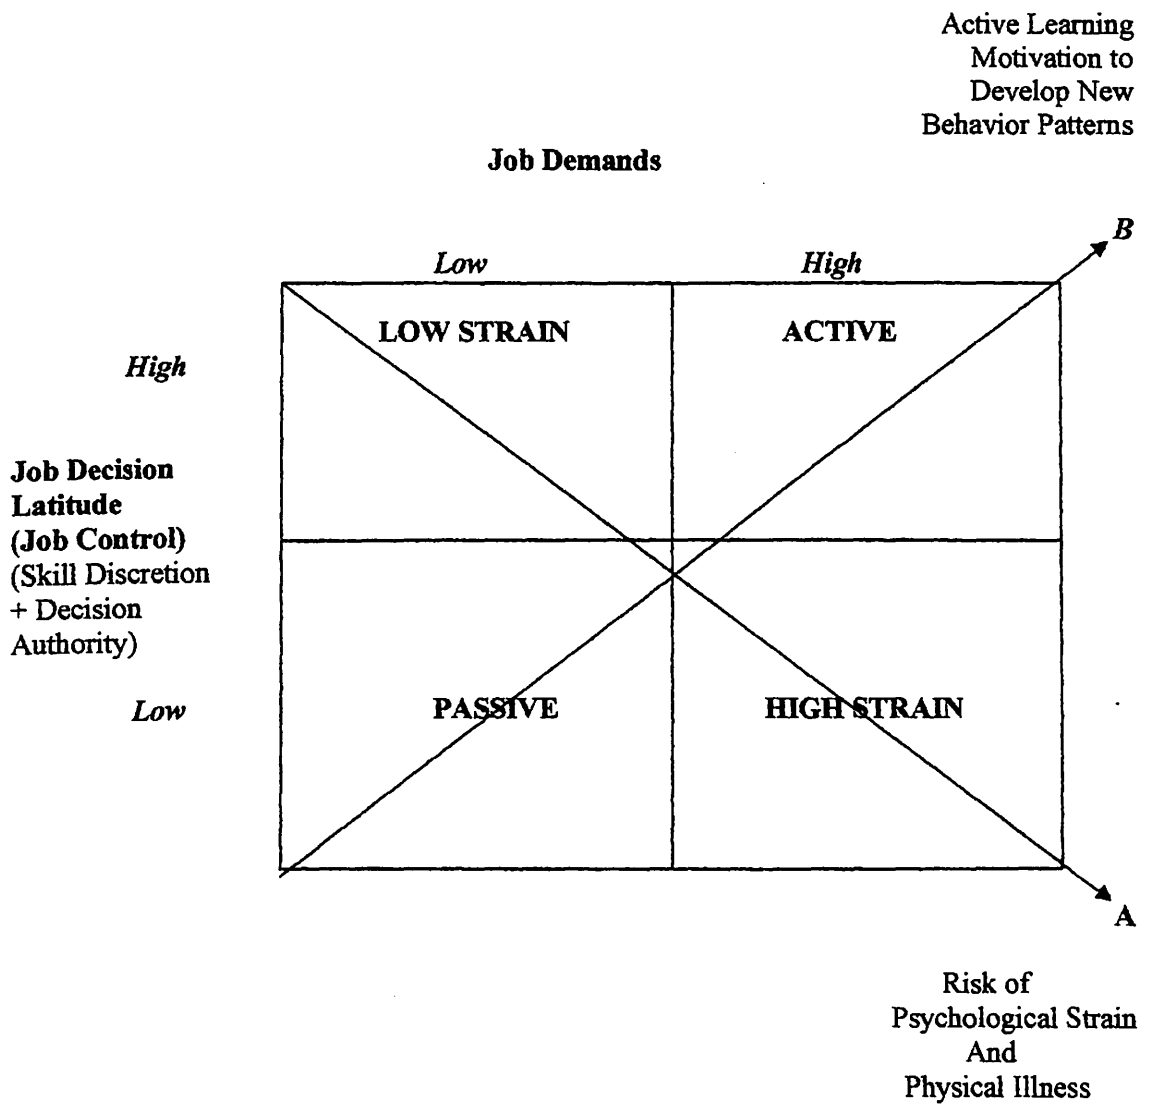 Active Learning
Motivation to
Develop New
Behavior Patterns
Job Demands
B
Low
High
LOW STRAIN
ACTIVE
High
Job Decision
Latitude
(Job Control)
(Skill Discretion
+ Decision
Authority)
Low
PASSIVE
HIGH STRAIN
A
Risk of
Psychological Strain
And
Physical Illness